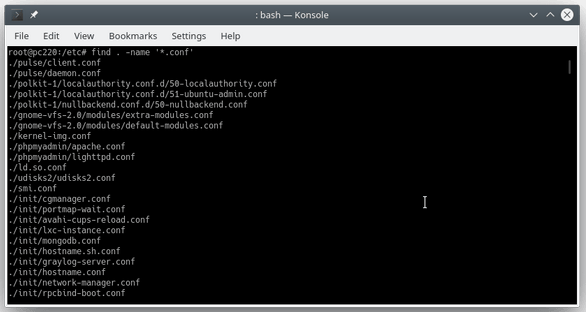 : bash — Konsole
File Edit View Bookmarks Settings Help
root@pc220:/etc# find . -name '*.conf'
./pulse/client.conf
./pulse/daemon.conf
./polkit-1/localauthority.conf.d/50-localauthority.conf
./polkit-1/localauthority.conf.d/51-ubuntu-admin.conf
./polkit-1/nullbackend.conf.d/50-nullbackend.conf
./gnome-vfs-2.0/modules/extra-modules.conf
./gnome-vfs-2.0/modules/default-modules.conf
./kernel-img.conf
./phpmyadmin/apache.conf
./phpmyadmin/lighttpd.conf
./ld.so.conf
./udisks2/udisks2.conf
./smi.conf
./init/cgmanager.conf
./init/portmap-wait.conf
./init/avahi-cups-reload.conf
./init/lxc-instance.conf
./init/mongodb.conf
./init/hostname.sh.conf
./init/graylog-server.conf
./init/hostname.conf
./init/network-manager.conf
./init/rpcbind-boot.conf